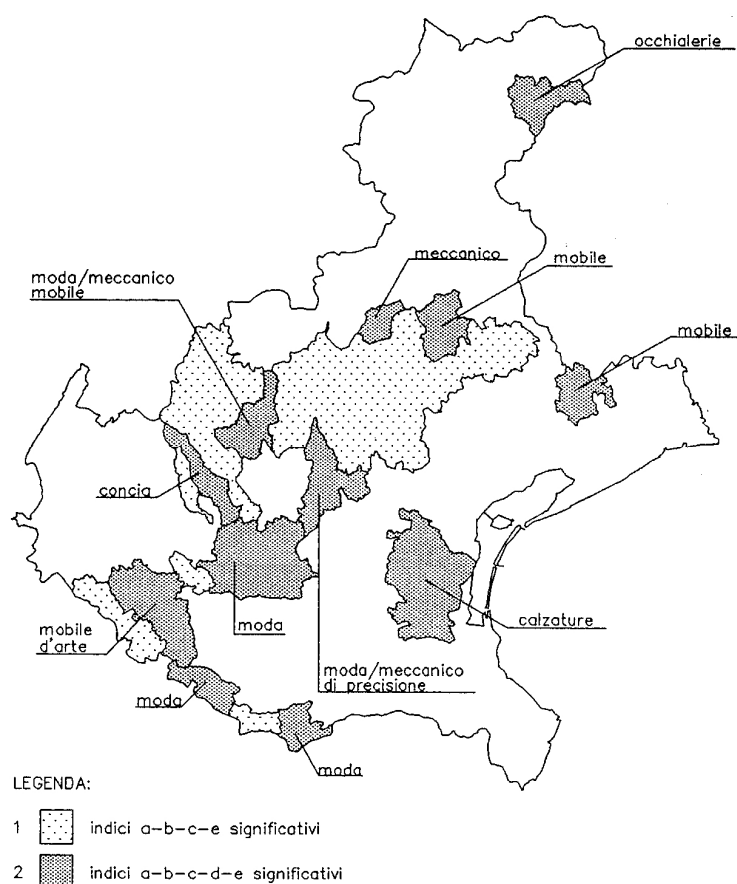 occhialerie
meccanico
mobile
moda/meccanico
mobile
mobile
concia
moda
calzature
mobile
d'arte
moda/meccanico
di precisione
moda
moda
LEGENDA:
1 indici a-b-c-e significativi
2 indici a-b-c-d-e significativi